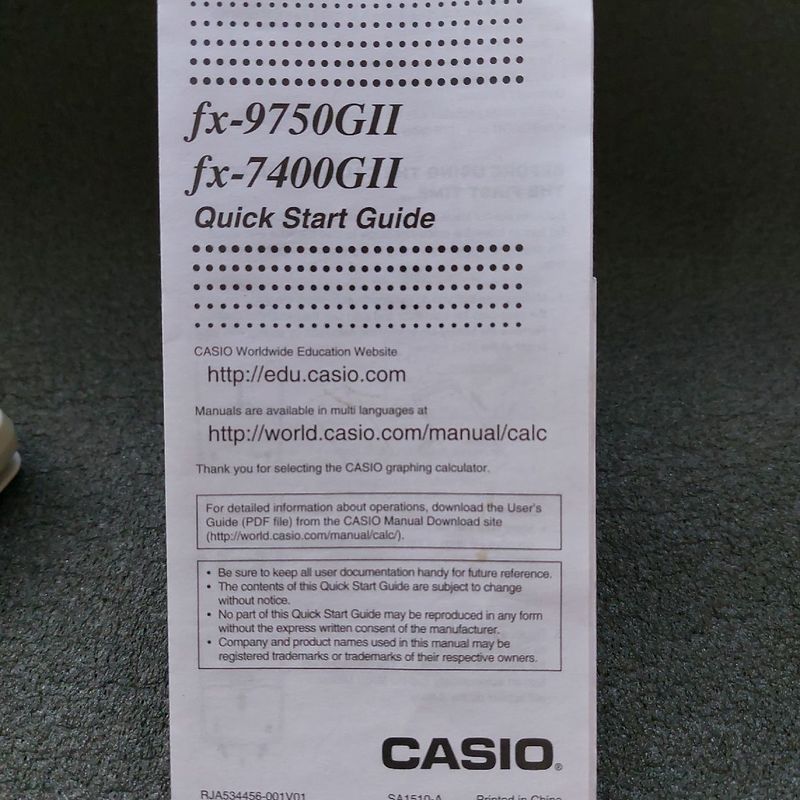 fx-9750GII
fx-7400GII
Quick Start Guide
CASIO Worldwide Education Website
http://edu.casio.com
Manuals are available in multi languages at
http://world.casio.com/manual/calc
Thank you for selecting the CASIO graphing calculator.
For detailed information about operations, download the User's
Guide (PDF file) from the CASIO Manual Download site
(http://world.casio.com/manual/calc/).
• Be sure to keep all user documentation handy for future reference.
• The contents of this Quick Start Guide are subject to change
without notice.
• No part of this Quick Start Guide may be reproduced in any form
without the express written consent of the manufacturer.
• Company and product names used in this manual may be
registered trademarks or trademarks of their respective owners.
CASIO®
RJA534456-001V01 SA1510-A Printed in China